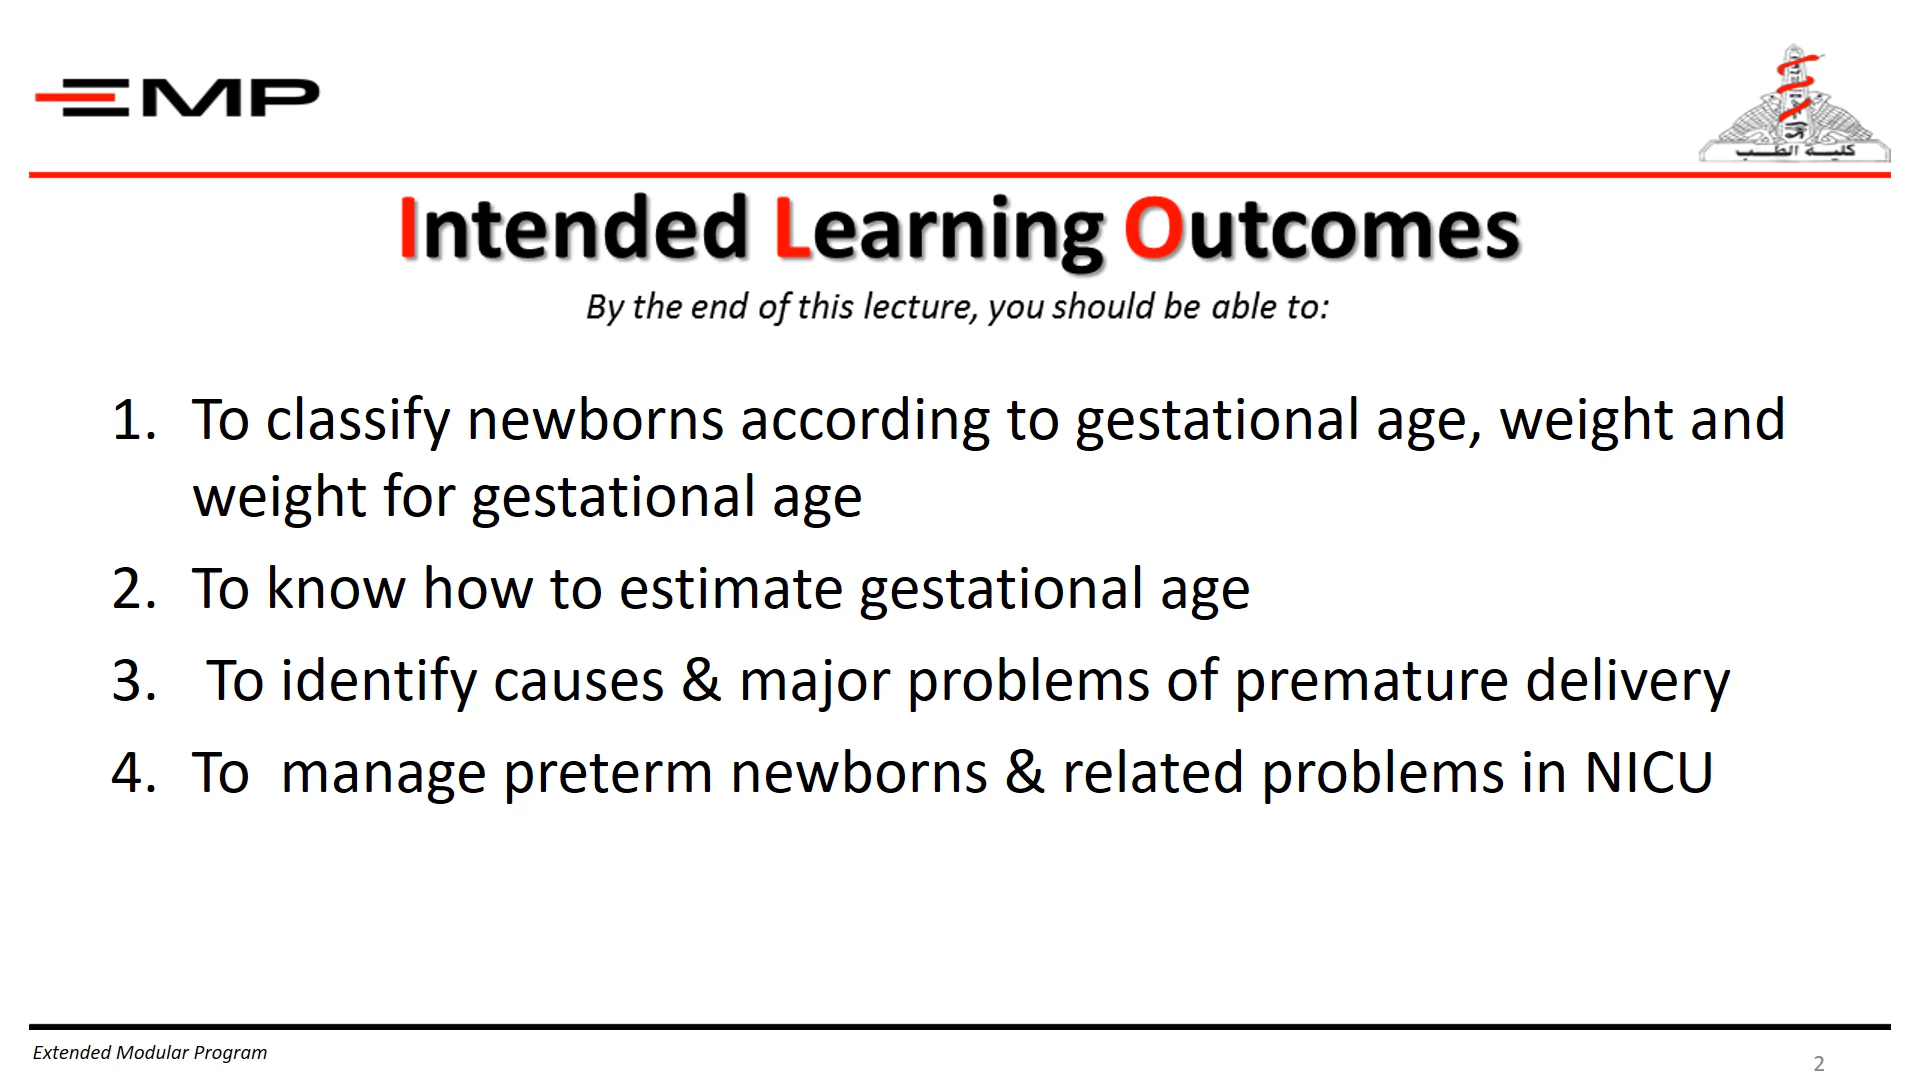 EMP
كلية الطب
Intended Learning Outcomes
By the end of this lecture, you should be able to:
1. To classify newborns according to gestational age, weight and
weight for gestational age
2. To know how to estimate gestational age
3. To identify causes & major problems of premature delivery
4. To manage preterm newborns & related problems in NICU
Extended Modular Program
2